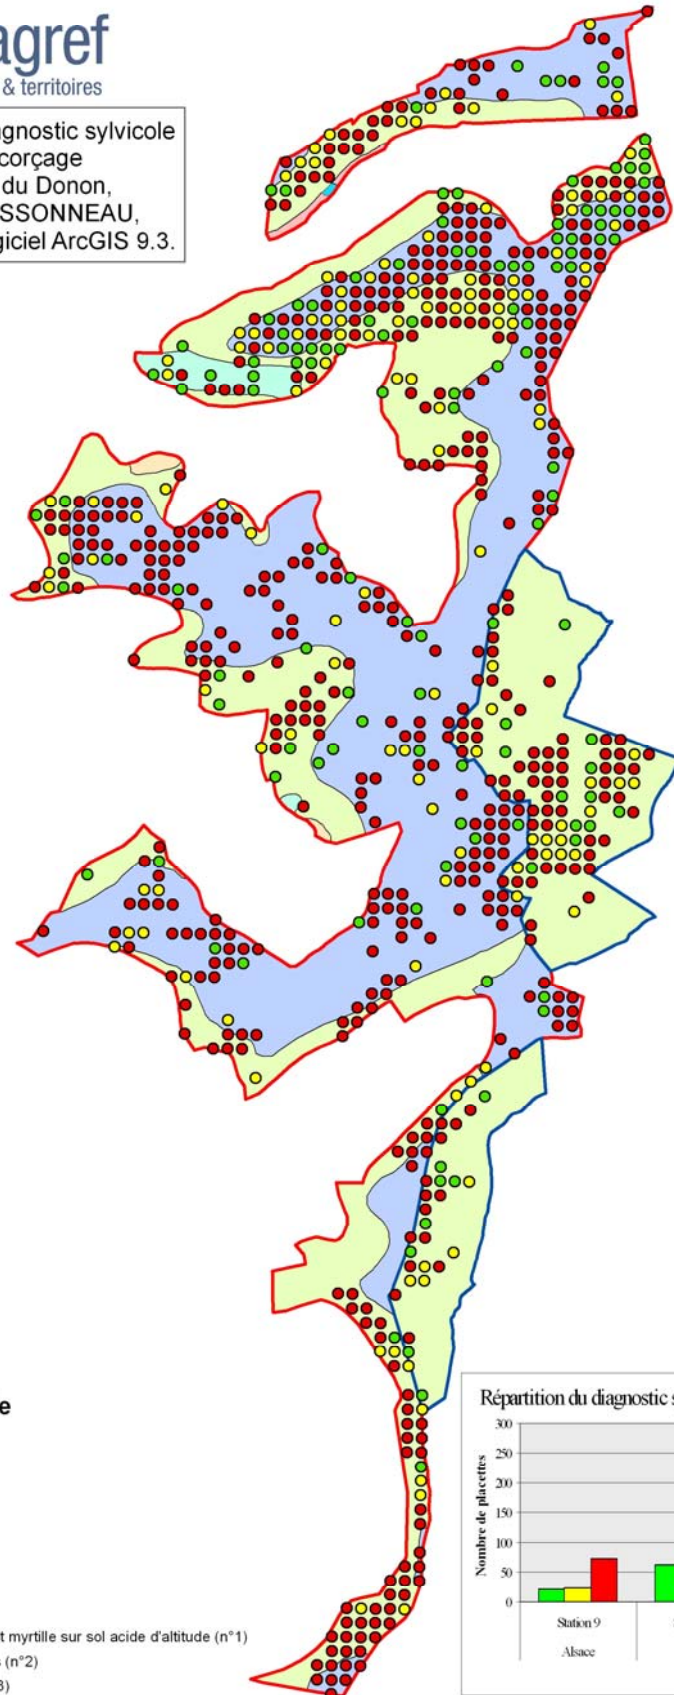 agref
& territoires
gnostic sylvicole
corçage
du Donon,
SSONNEAU,
giciel ArcGIS 9.3.
e
t myrtille sur sol acide d'altitude (n°1)
s (n°2)
3)
Répartition du diagnostic s
Nombre de placettes
300
250
200
150
100
50
0
Station 9
Alsace